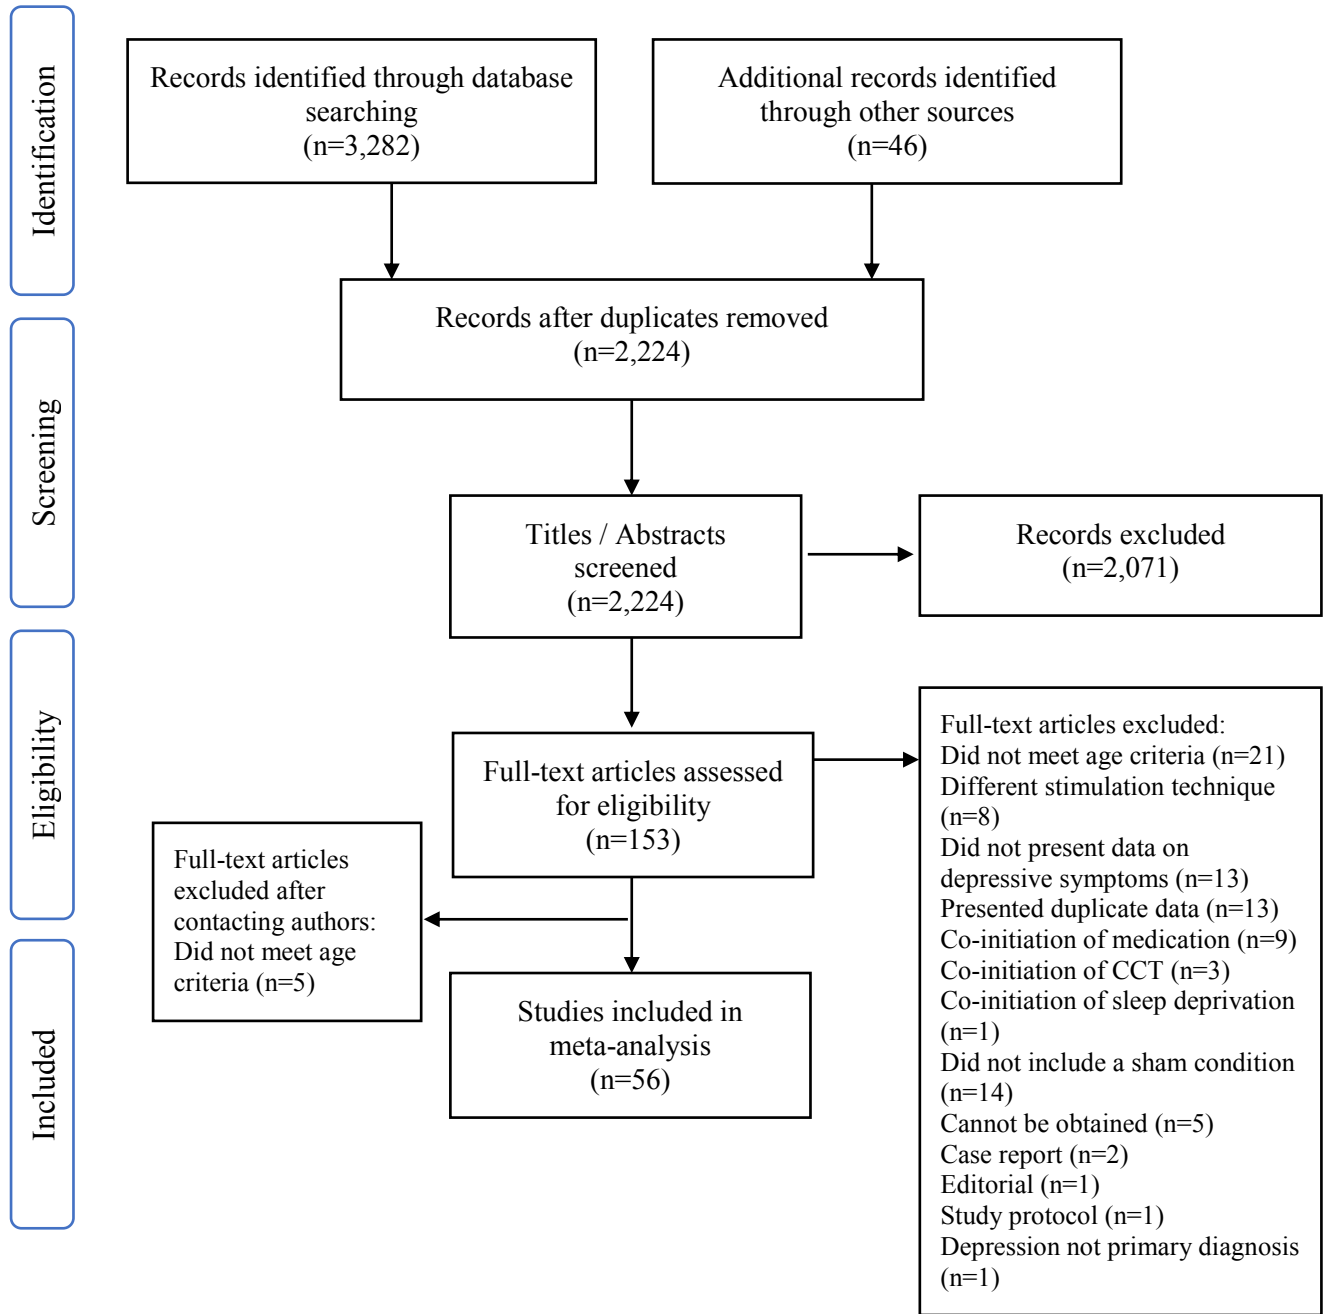 Identification
Records identified through database
searching
(n=3,282)
Additional records identified
through other sources
(n=46)
Records after duplicates removed
(n=2,224)
Screening
Titles / Abstracts
screened
(n=2,224)
Records excluded
(n=2,071)
Eligibility
Full-text articles assessed
for eligibility
(n=153)
Full-text articles excluded:
Did not meet age criteria (n=21)
Different stimulation technique
(n=8)
Did not present data on
depressive symptoms (n=13)
Presented duplicate data (n=13)
Co-initiation of medication (n=9)
Co-initiation of CCT (n=3)
Co-initiation of sleep deprivation
(n=1)
Did not include a sham condition
(n=14)
Cannot be obtained (n=5)
Case report (n=2)
Editorial (n=1)
Study protocol (n=1)
Depression not primary diagnosis
(n=1)
Full-text articles
excluded after
contacting authors:
Did not meet age
criteria (n=5)
Included
Studies included in
meta-analysis
(n=56)